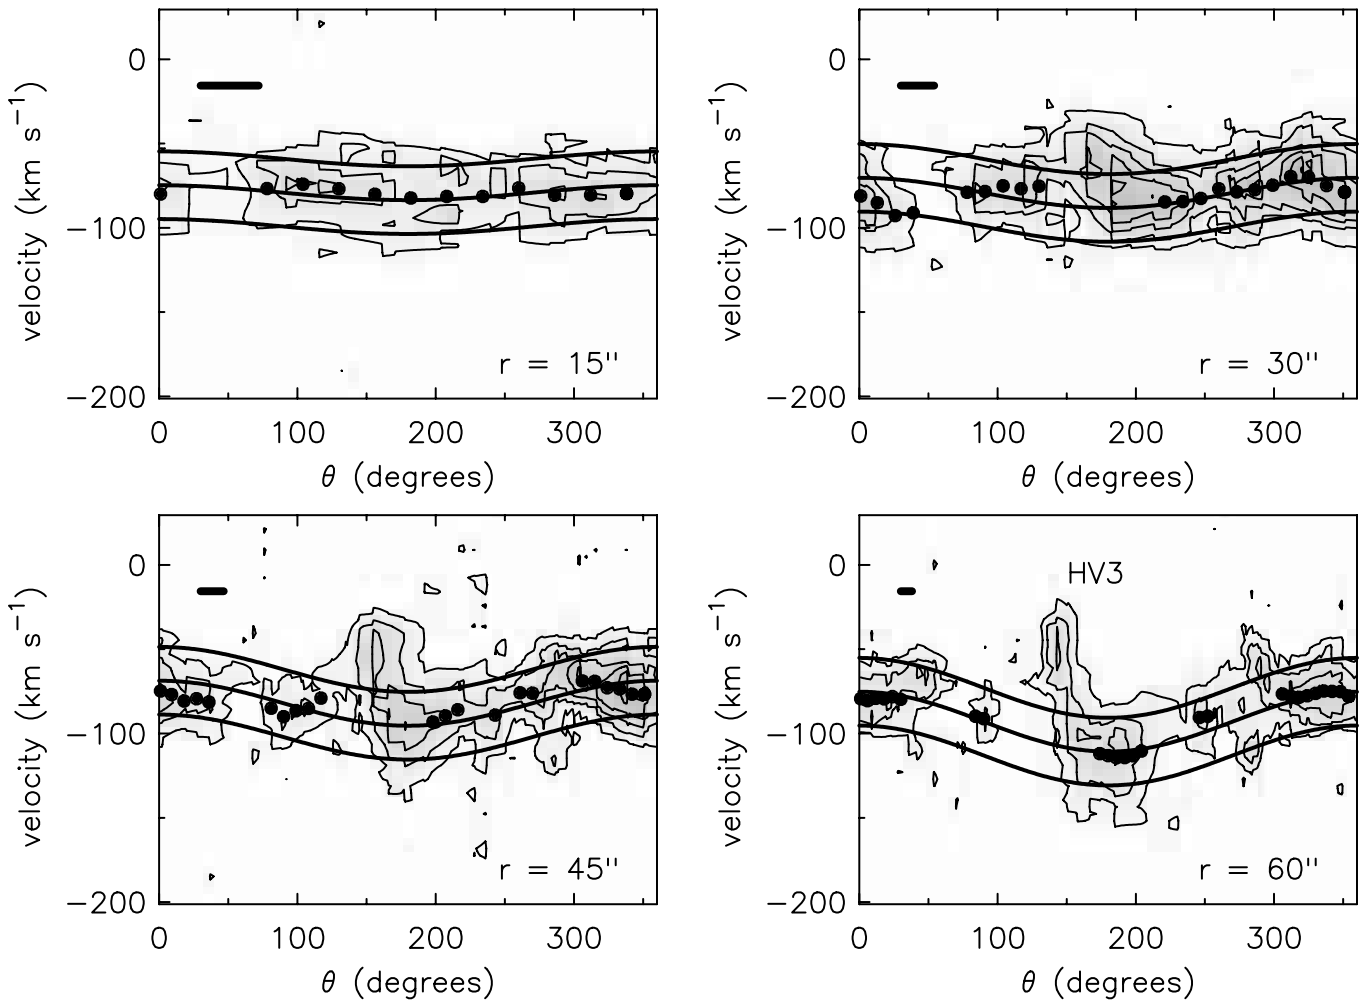 0
−100
−200
velocity (km s⁻¹)
r = 15"
0 100 200 300
θ (degrees)
0
−100
−200
velocity (km s⁻¹)
r = 30"
0 100 200 300
θ (degrees)
0
−100
−200
velocity (km s⁻¹)
r = 45"
0 100 200 300
θ (degrees)
0
−100
−200
velocity (km s⁻¹)
HV3
r = 60"
0 100 200 300
θ (degrees)